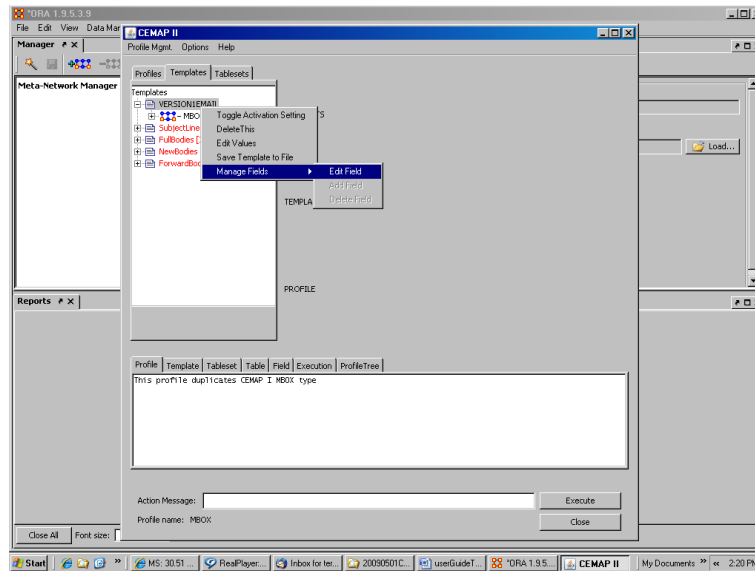 *ORA 1.9.5.3.9
File Edit View Data Mar
CEMAP II
Manager
Profile Mgmt. Options Help
Meta-Network Manager
Profiles Templates Tablesets
Templates
VERSION1EMAIL
MBO
SubjectLine
FullBodies [
NewBodies
ForwardBod
Toggle Activation Setting
DeleteThis
Edit Values
Save Template to File
Manage Fields
Edit Field
Add Field
Delete Field
TEMPLA
PROFILE
Load...
Reports
Profile Template Tableset Table Field Execution ProfileTree
This profile duplicates CEMAP I MBOX type
Action Message:
Execute
Profile name: MBOX
Close
Close All Font size:
Start » MS: 30.51 ... RealPlayer:... Inbox for ter... 20090501C... userGuideT... *ORA 1.9.5... CEMAP II My Documents » « 2:20 P